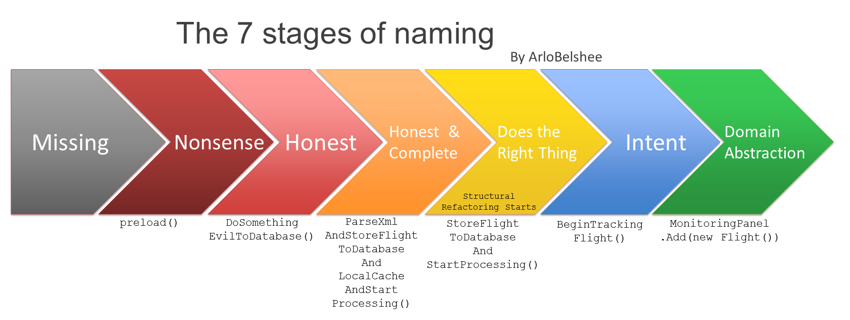 The 7 stages of naming
By ArloBelshee
Missing
Nonsense
Honest
Honest &
Complete
Does the
Right Thing
Structural
Refactoring Starts
Intent
Domain
Abstraction
preload()
DoSomething
EvilToDatabase()
ParseXml
AndStoreFlight
ToDatabase
And
LocalCache
AndStart
Processing()
StoreFlight
ToDatabase
And
StartProcessing()
BeginTracking
Flight()
MonitoringPanel
.Add(new Flight())